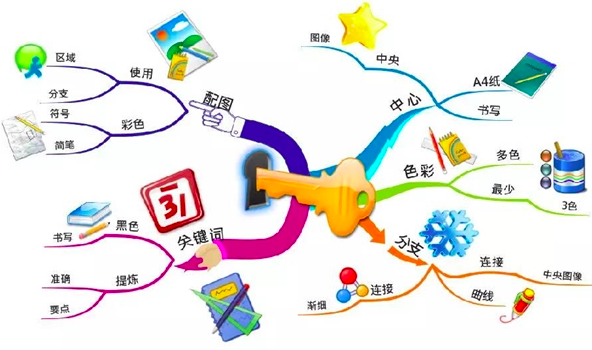 配图
使用
区域
分支
彩色
符号
简笔
中心
中央
图像
A4纸
书写
色彩
多色
最少
3色
分支
连接
中央图像
曲线
连接
渐细
关键词
黑色
书写
提炼
准确
要点
31